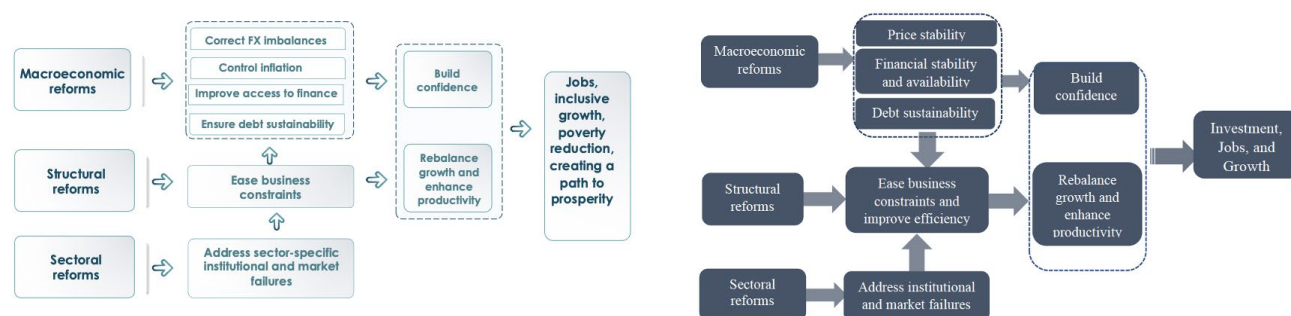 Macroeconomic
reforms
Correct FX imbalances
Control inflation
Improve access to finance
Ensure debt sustainability
Build
confidence
Jobs,
inclusive
growth,
poverty
reduction,
creating a
path to
prosperity
Structural
reforms
Ease business
constraints
Rebalance
growth and
enhance
productivity
Sectoral
reforms
Address sector-specific
institutional and market
failures
Macroeconomic
reforms
Price stability
Financial stability
and availability
Debt sustainability
Build
confidence
Investment,
Jobs, and
Growth
Structural
reforms
Ease business
constraints and
improve efficiency
Rebalance
growth and
enhance
productivity
Sectoral
reforms
Address institutional
and market failures